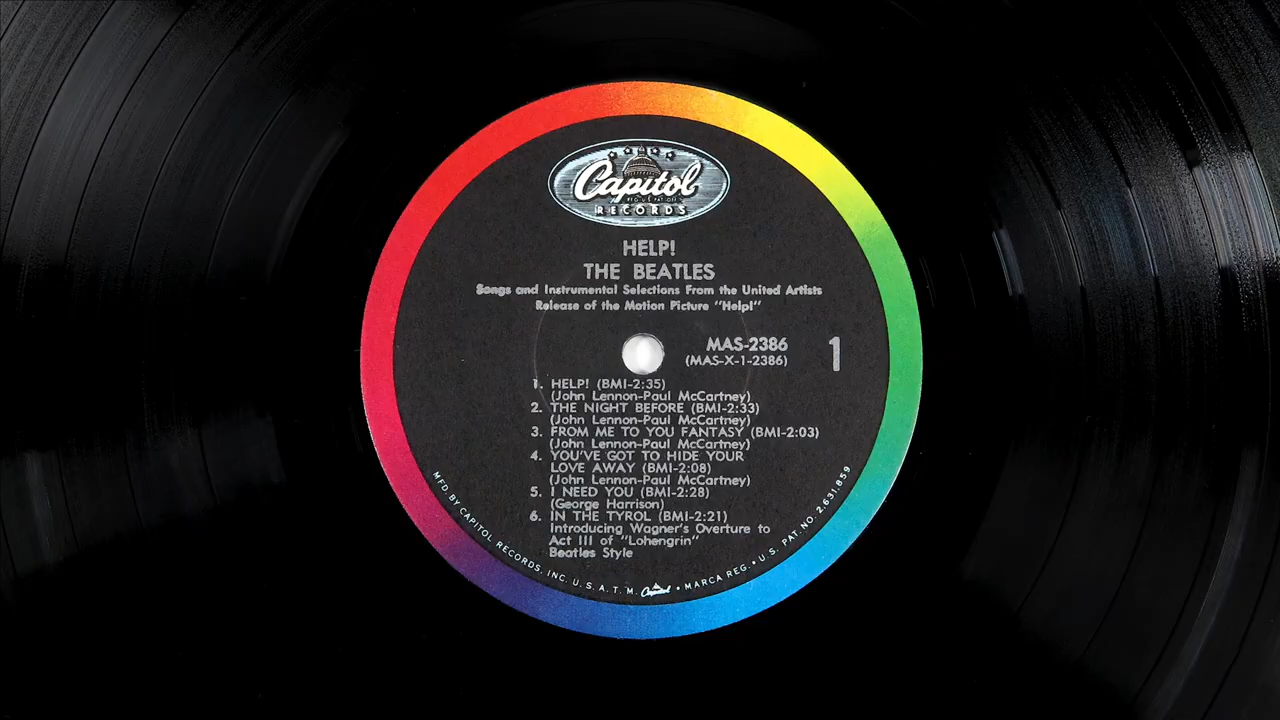 Capitol
REG. U.S. PAT. OFF.
RECORDS
HELP!
THE BEATLES
Songs and Instrumental Selections From the United Artists
Release of the Motion Picture "Help!"
MAS-2386
(MAS-X-1-2386)
1
1. HELP! (BMI-2:35)
(John Lennon-Paul McCartney)
2. THE NIGHT BEFORE (BMI-2:33)
(John Lennon-Paul McCartney)
3. FROM ME TO YOU FANTASY (BMI-2:03)
(John Lennon-Paul McCartney)
4. YOU'VE GOT TO HIDE YOUR
LOVE AWAY (BMI-2:08)
(John Lennon-Paul McCartney)
5. I NEED YOU (BMI-2:28)
(George Harrison)
6. IN THE TYROL (BMI-2:21)
Introducing Wagner's Overture to
Act III of "Lohengrin"
Beatles Style
MFD. BY CAPITOL RECORDS, INC. U.S.A. T.M. Capitol • MARCA REG. • U.S. PAT. NO. 2,631,859